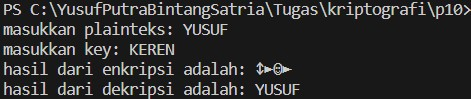 PS C:\YusufPutraBintangSatria\Tugas\kriptografi\p10>
masukkan plainteks: YUSUF
masukkan key: KEREN
hasil dari enkripsi adalah: ↕►☺►
hasil dari dekripsi adalah: YUSUF